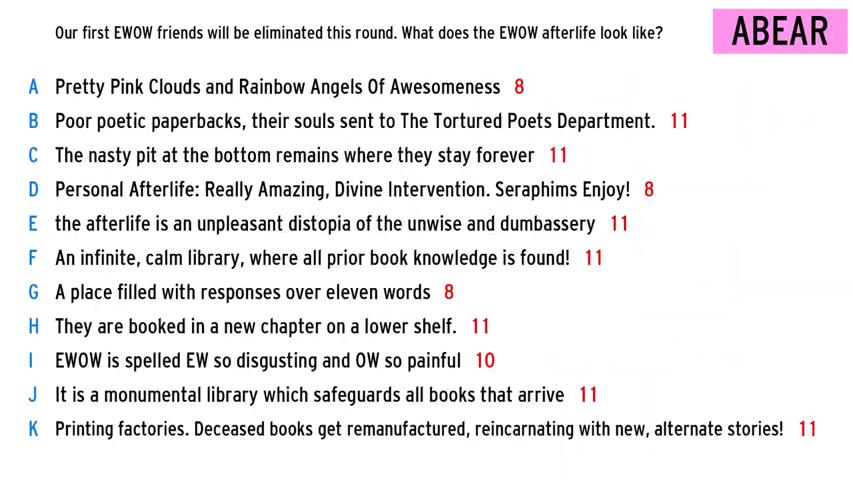 Our first EWOW friends will be eliminated this round. What does the EWOW afterlife look like?
ABEAR
A Pretty Pink Clouds and Rainbow Angels Of Awesomeness 8
B Poor poetic paperbacks, their souls sent to The Tortured Poets Department. 11
C The nasty pit at the bottom remains where they stay forever 11
D Personal Afterlife: Really Amazing, Divine Intervention. Seraphims Enjoy! 8
E the afterlife is an unpleasant distopia of the unwise and dumbassery 11
F An infinite, calm library, where all prior book knowledge is found! 11
G A place filled with responses over eleven words 8
H They are booked in a new chapter on a lower shelf. 11
I EWOW is spelled EW so disgusting and OW so painful 10
J It is a monumental library which safeguards all books that arrive 11
K Printing factories. Deceased books get remanufactured, reincarnating with new, alternate stories! 11